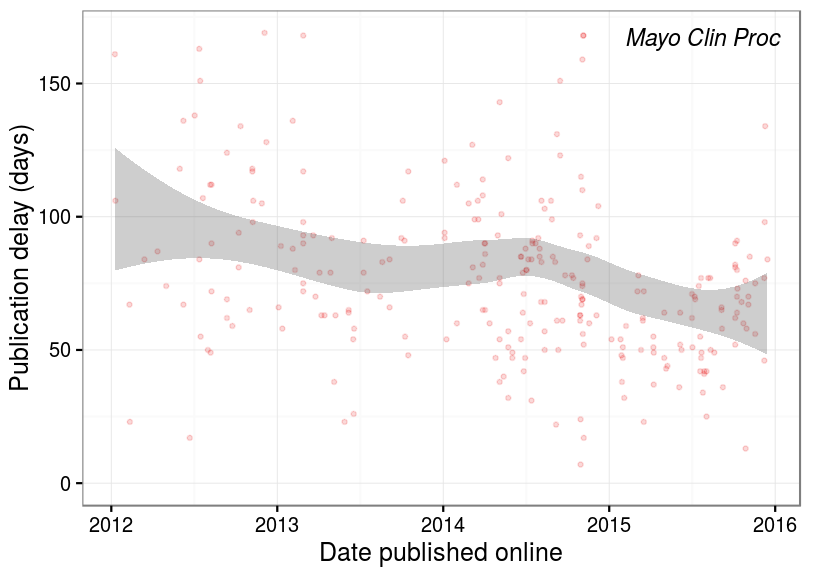 Mayo Clin Proc
Publication delay (days)
150
100
50
0
2012 2013 2014 2015 2016
Date published online